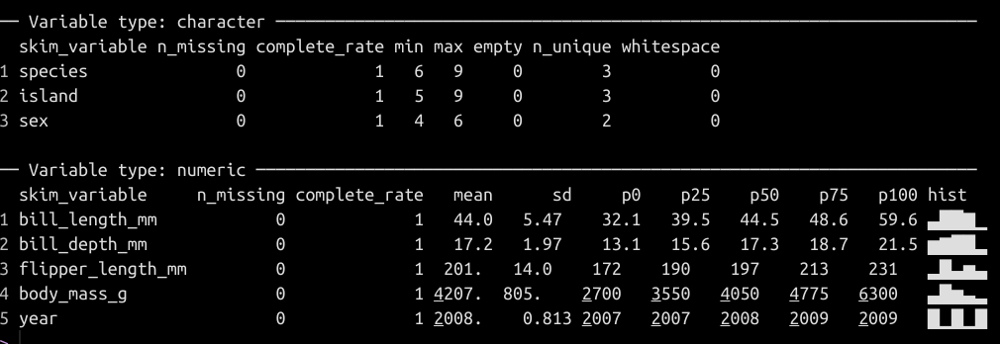 ── Variable type: character ──────────────────────────────
skim_variable n_missing complete_rate min max empty n_unique whitespace
1 species 0 1 6 9 0 3 0
2 island 0 1 5 9 0 3 0
3 sex 0 1 4 6 0 2 0
── Variable type: numeric ──────────────────────────────
skim_variable n_missing complete_rate mean sd p0 p25 p50 p75 p100 hist
1 bill_length_mm 0 1 44.0 5.47 32.1 39.5 44.5 48.6 59.6 ▃▇▇▆▁
2 bill_depth_mm 0 1 17.2 1.97 13.1 15.6 17.3 18.7 21.5 ▅▆▇▇▂
3 flipper_length_mm 0 1 201. 14.0 172 190 197 213 231 ▂▇▃▅▃
4 body_mass_g 0 1 4207. 805. 2700 3550 4050 4775 6300 ▃▇▅▃▂
5 year 0 1 2008. 0.813 2007 2007 2008 2009 2009 ▇▁▇▁▇
>